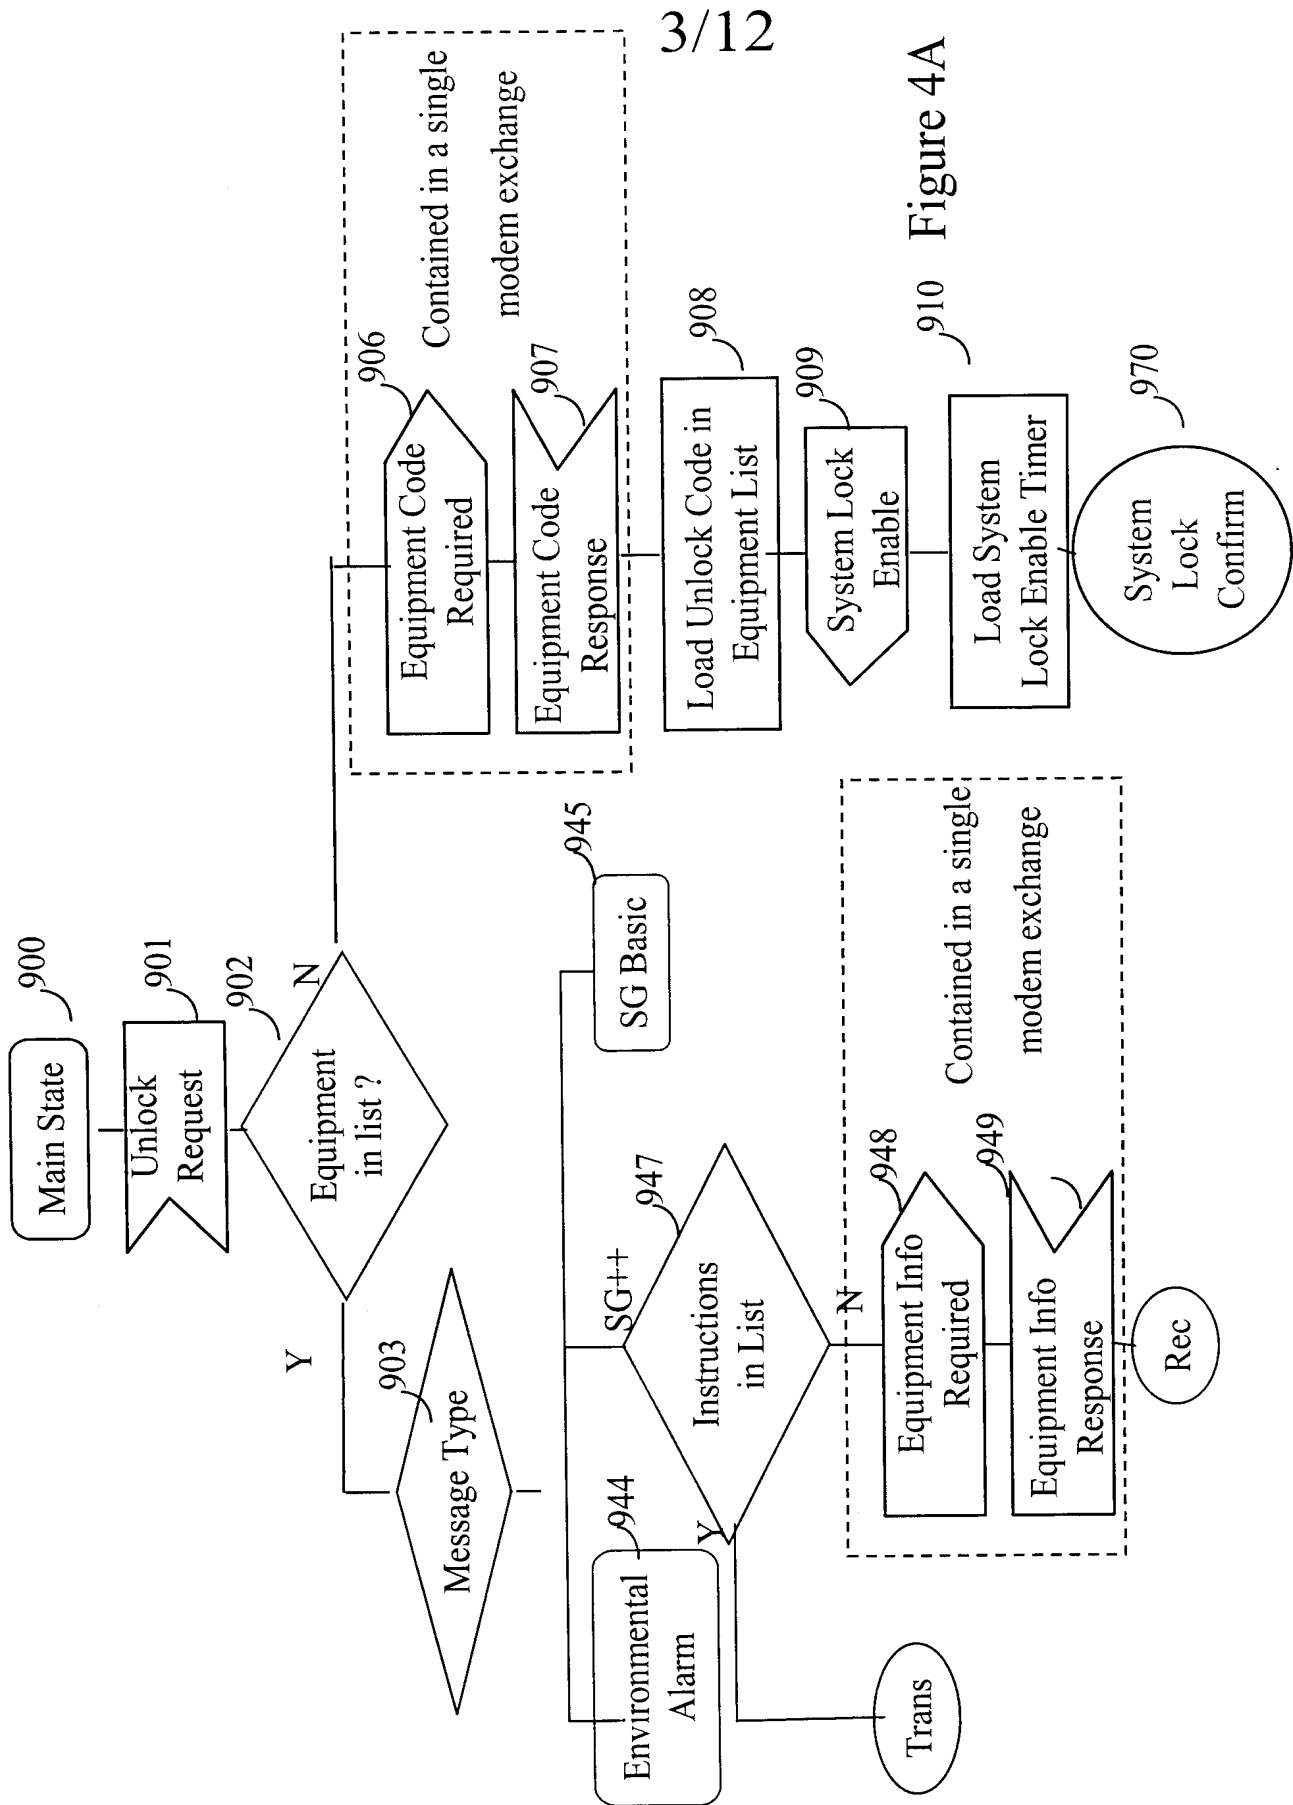 3/12
Main State
900
Unlock
Request
901
Equipment
in list ?
902
Y
N
Message Type
903
Environmental
Alarm
944
SG++
SG Basic
945
Instructions
in List
947
Y
N
Trans
Equipment Info
Required
948
Equipment Info
Response
949
Contained in a single
modem exchange
Rec
Equipment Code
Required
906
Equipment Code
Response
907
Contained in a single
modem exchange
Load Unlock Code in
Equipment List
908
System Lock
Enable
909
Load System
Lock Enable Timer
910
System
Lock
Confirm
970
Figure 4A